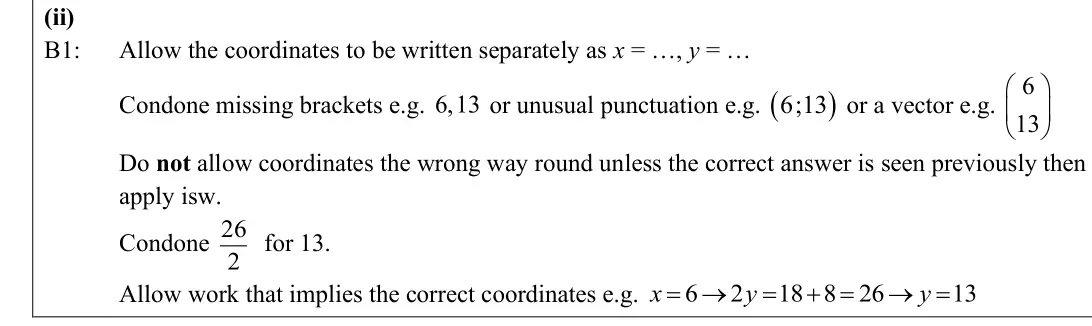 (ii)
B1: Allow the coordinates to be written separately as x = …, y = …
Condone missing brackets e.g. 6,13 or unusual punctuation e.g. (6;13) or a vector e.g. (6 13)
Do not allow coordinates the wrong way round unless the correct answer is seen previously then
apply isw.
Condone 26/2 for 13.
Allow work that implies the correct coordinates e.g. x=6→2y=18+8=26→y=13